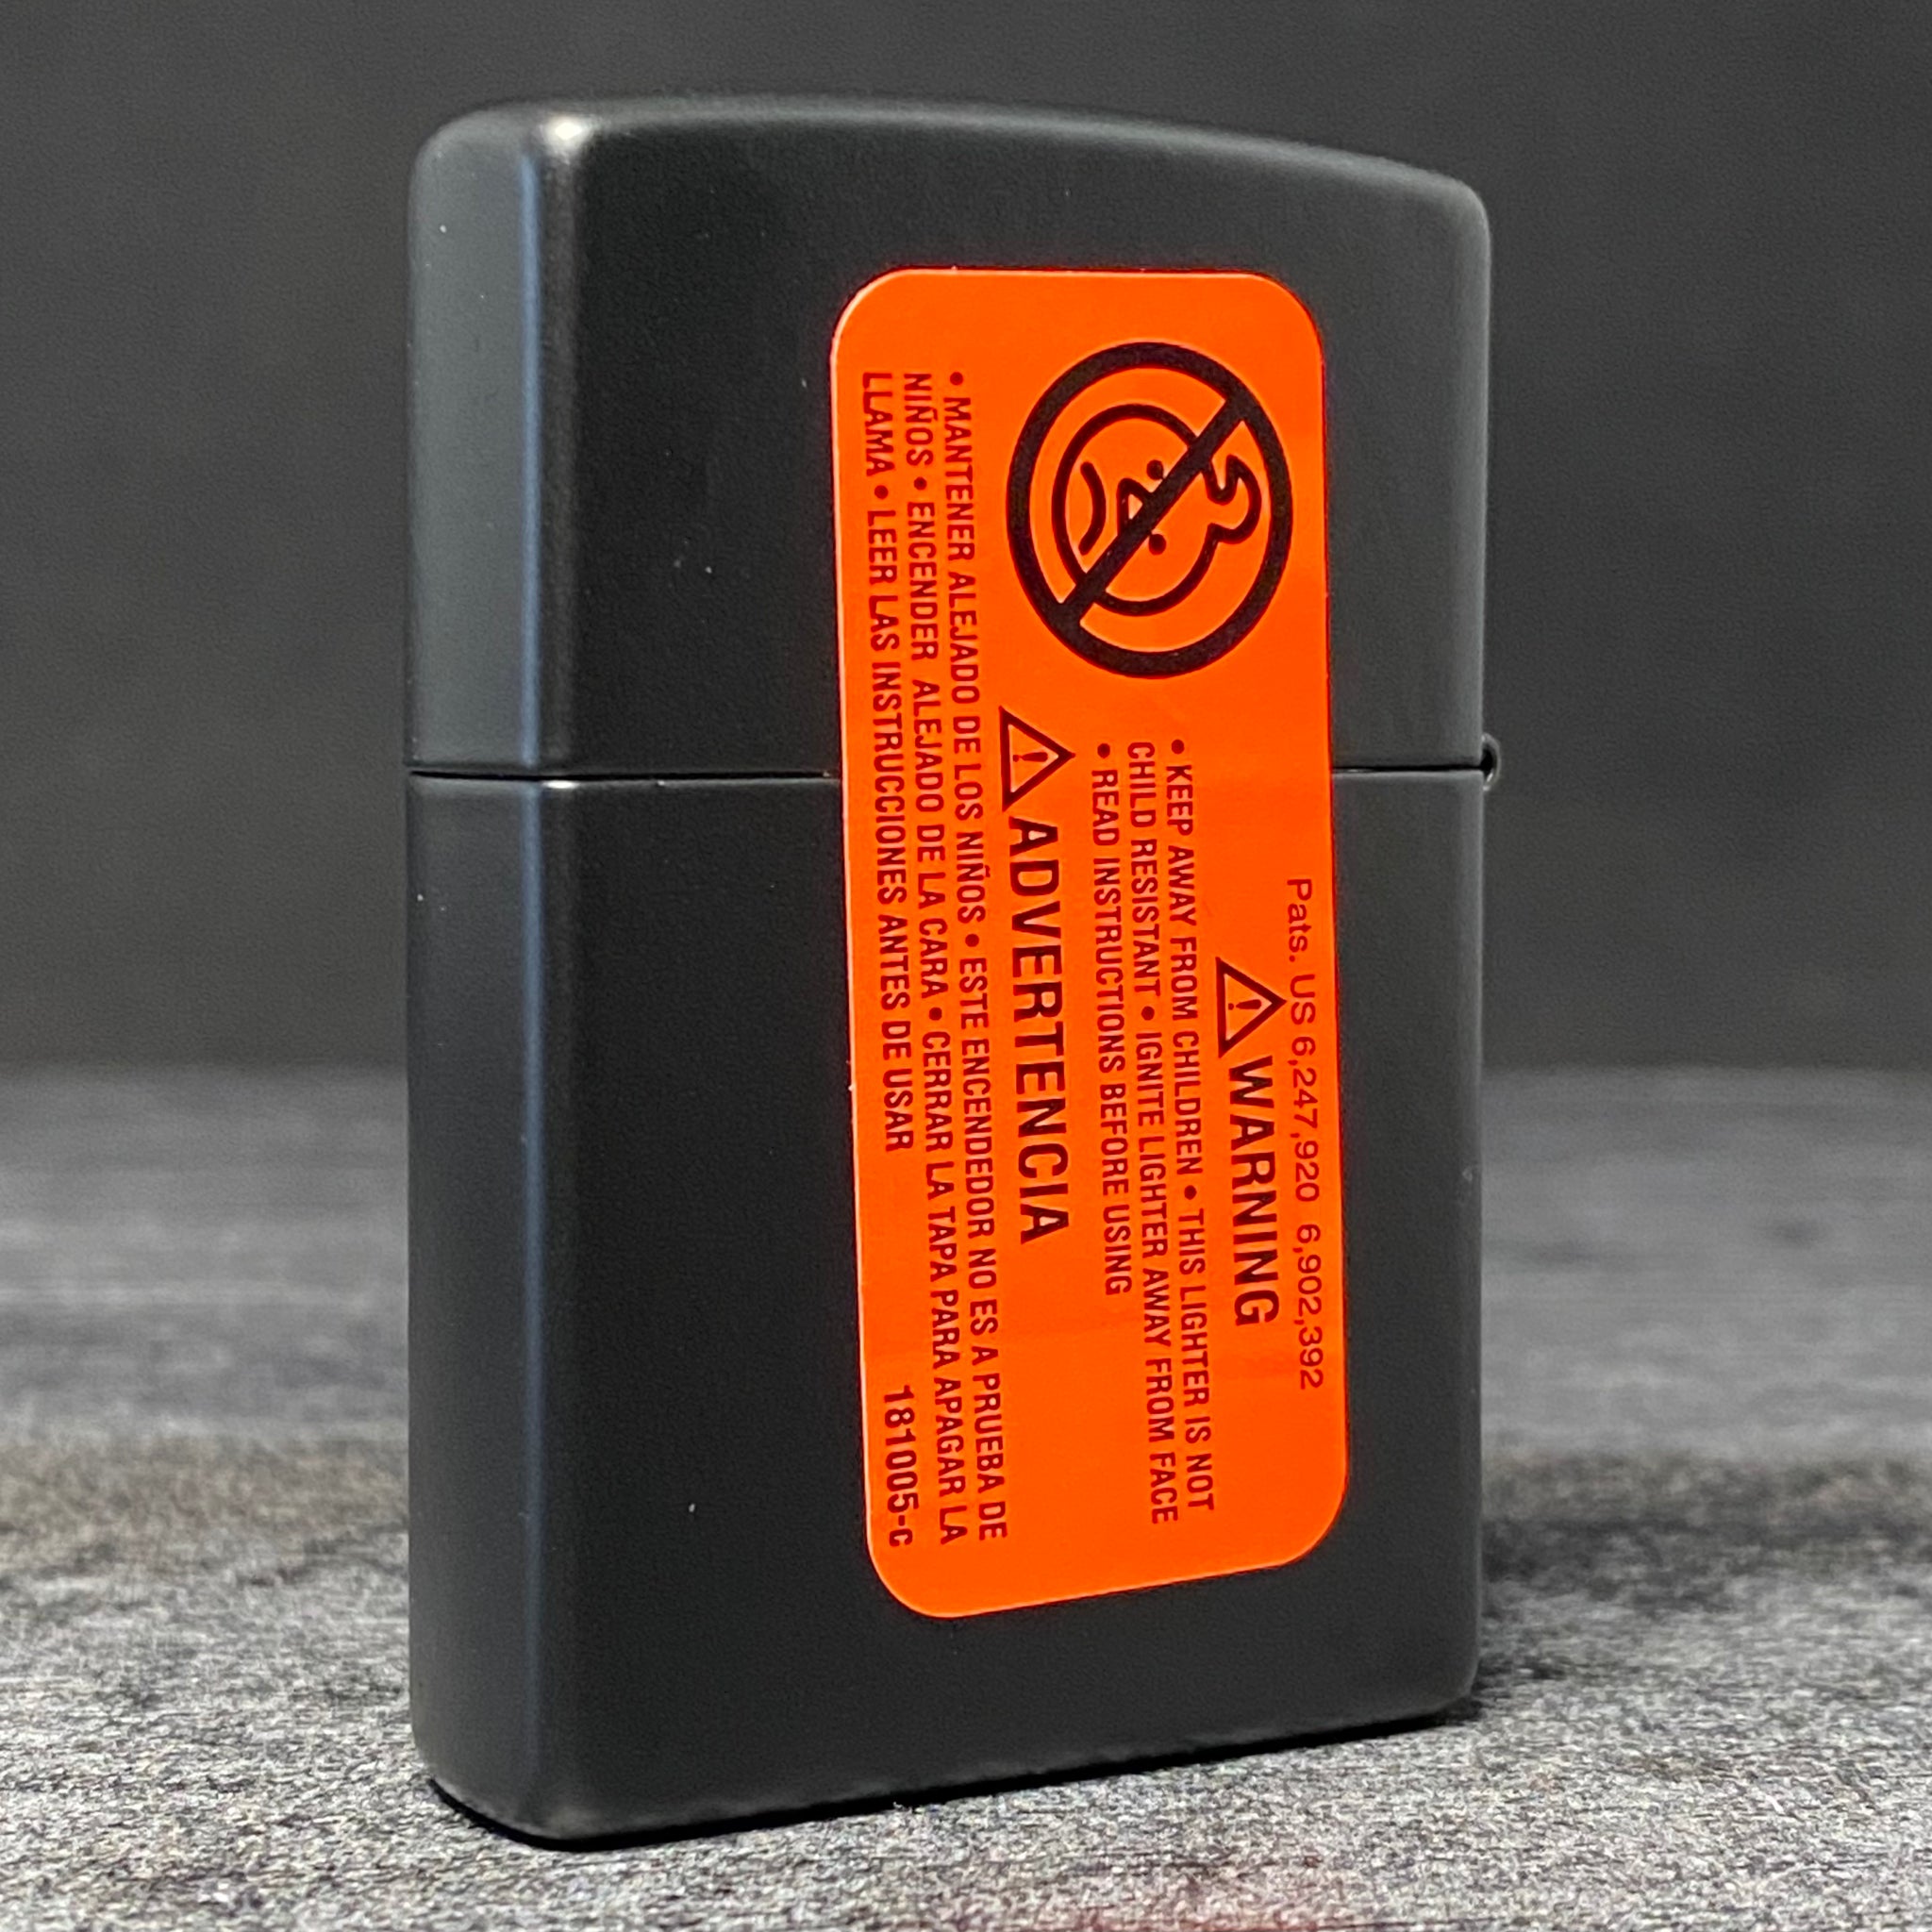 Pats. US 6,247,920 6,902,392
WARNING
• KEEP AWAY FROM CHILDREN • THIS LIGHTER IS NOT
CHILD RESISTANT • IGNITE LIGHTER AWAY FROM FACE
• READ INSTRUCTIONS BEFORE USING
ADVERTENCIA
• MANTENER ALEJADO DE LOS NIÑOS • ESTE ENCENDEDOR NO ES A PRUEBA DE
NIÑOS • ENCENDER ALEJADO DE LA CARA • CERRAR LA TAPA PARA APAGAR LA
LLAMA • LEER LAS INSTRUCCIONES ANTES DE USAR
181005-c